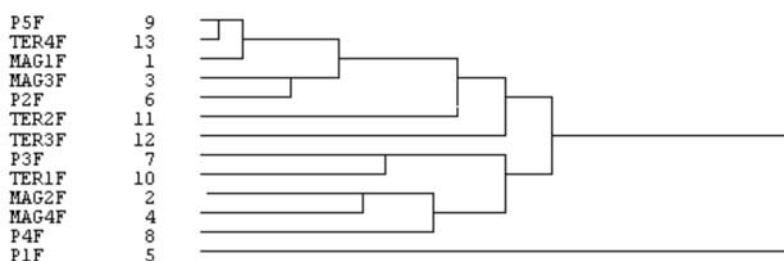 P5F 9
TER4F 13
MAG1F 1
MAG3F 3
P2F 6
TER2F 11
TER3F 12
P3F 7
TER1F 10
MAG2F 2
MAG4F 4
P4F 8
P1F 5